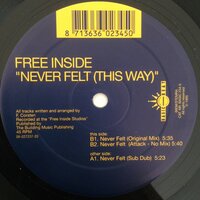 8 713636 023450
FREE INSIDE
"NEVER FELT (THIS WAY)"
All tracks written and arranged by
F. Corsten
Recorded at the "Free Inside Studios"
Published by
The Building Music Publishing
45 RPM
this side:
B1. Never Felt (Original Mix) 5:35
B2. Never Felt (Attack - No Mix) 5:40
other side:
A1. Never Felt (Sub Dub) 5:23